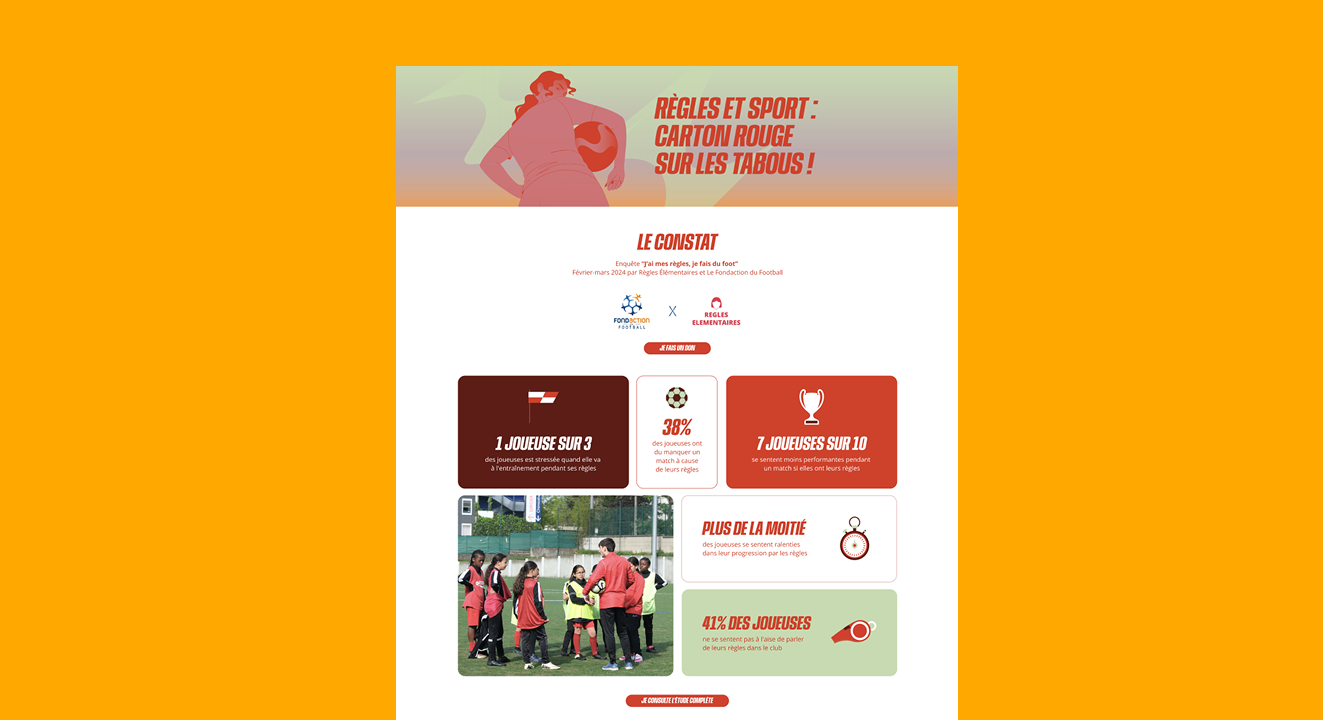 RÈGLES ET SPORT :
CARTON ROUGE
SUR LES TABOUS !
LE CONSTAT
Enquête "J'ai mes règles, je fais du foot"
Février-mars 2024 par Règles Élémentaires et Le Fondaction du Football
FONDACTION
FOOTBALL
X
REGLES
ELEMENTAIRES
JE FAIS UN DON
1 JOUEUSE SUR 3
des joueuses est stressée quand elle va
à l'entraînement pendant ses règles
38%
des joueuses ont
du manquer un
match à cause
de leurs règles
7 JOUEUSES SUR 10
se sentent moins performantes pendant
un match si elles ont leurs règles
PLUS DE LA MOITIÉ
des joueuses se sentent ralenties
dans leur progression par les règles
41% DES JOUEUSES
ne se sentent pas à l'aise de parler
de leurs règles dans le club
JE CONSULTE L'ÉTUDE COMPLÈTE